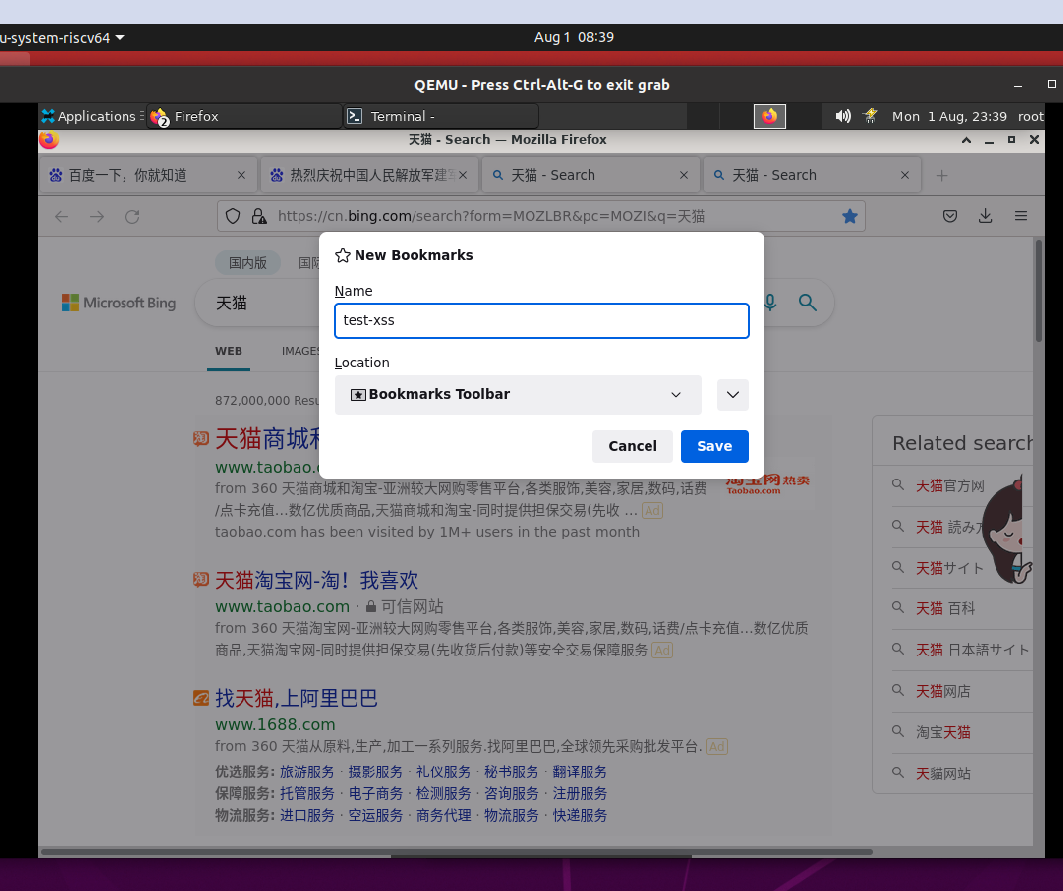 u-system-riscv64
Aug 1 08:39
QEMU - Press Ctrl-Alt-G to exit grab
Applications
2
Firefox
Terminal -
Mon 1 Aug, 23:39 root
天猫 - Search — Mozilla Firefox
百度一下，你就知道
热烈庆祝中国人民解放军建
天猫 - Search
天猫 - Search
https://cn.bing.com/search?form=MOZLBR&pc=MOZI&q=天猫
New Bookmarks
国内版
国际
Name
Microsoft Bing
天猫
test-xss
WEB
IMAGES
Location
Bookmarks Toolbar
872,000,000 Resu
Cancel
Save
天猫商城和
Related search
www.taobao.c
from 360 天猫商城和淘宝-亚洲较大网购零售平台,各类服饰,美容,家居,数码,话费
/点卡充值...数亿优质商品,天猫商城和淘宝-同时提供担保交易(先收 ... Ad
淘宝网热卖
Taobao.com
taobao.com has been visited by 1M+ users in the past month
天猫官方网
天猫 読み方
天猫サイト
天猫 百科
天猫 日本語サイト
天猫网店
淘宝天猫
天貓网站
天猫淘宝网-淘！我喜欢
www.taobao.com · 可信网站
from 360 天猫淘宝网-亚洲较大网购零售平台,各类服饰,美容,家居,数码,话费/点卡充值...数亿优质
商品,天猫淘宝网-同时提供担保交易(先收货后付款)等安全交易保障服务 Ad
找天猫,上阿里巴巴
www.1688.com
from 360 天猫从原料,生产,加工一系列服务.找阿里巴巴,全球领先采购批发平台. Ad
优选服务: 旅游服务 · 摄影服务 · 礼仪服务 · 秘书服务 · 翻译服务
保障服务: 托管服务 · 电子商务 · 检测服务 · 咨询服务 · 注册服务
物流服务: 进口服务 · 空运服务 · 商务代理 · 物流服务 · 快递服务